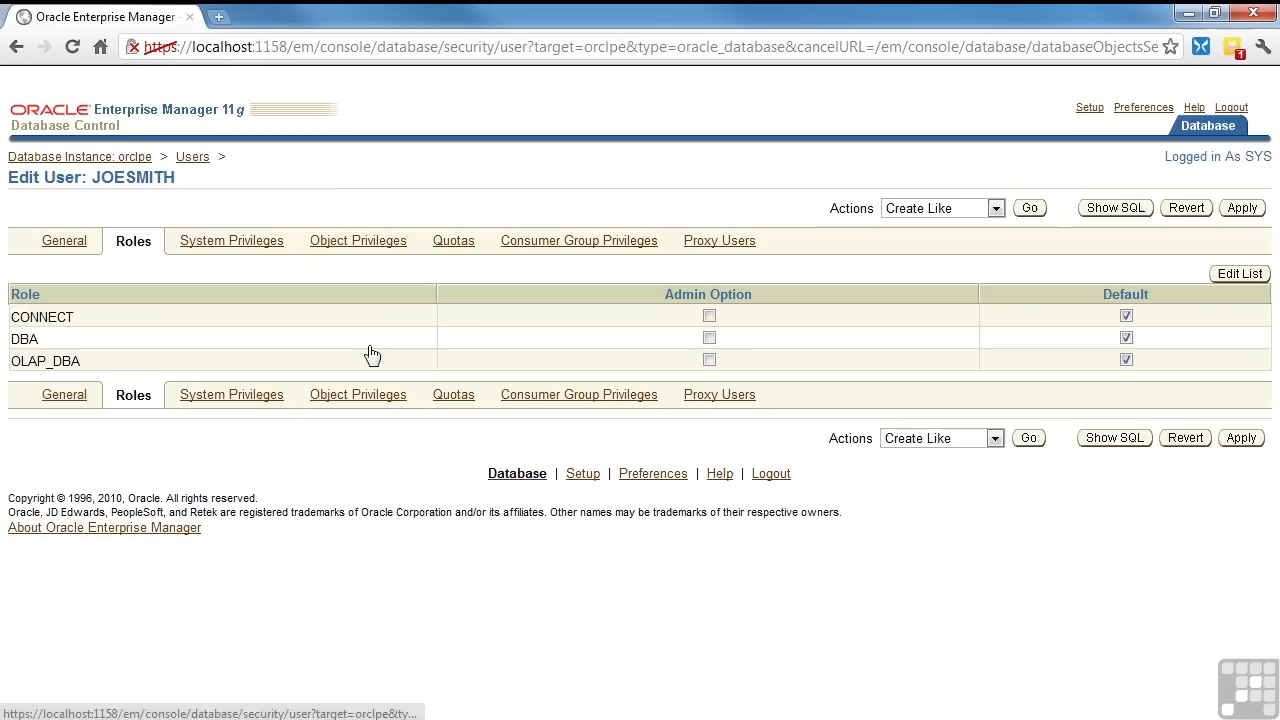 Oracle Enterprise Manager -
https://localhost:1158/em/console/database/security/user?target=orclpe&type=oracle_database&cancelURL=/em/console/database/databaseObjectsSe
1
ORACLE Enterprise Manager 11g
Database Control
Setup Preferences Help Logout
Database
Database Instance: orclpe > Users >
Logged in As SYS
Edit User: JOESMITH
Actions Create Like Go Show SQL Revert Apply
General Roles System Privileges Object Privileges Quotas Consumer Group Privileges Proxy Users
Edit List
Role Admin Option Default
CONNECT
DBA
OLAP_DBA
General Roles System Privileges Object Privileges Quotas Consumer Group Privileges Proxy Users
Actions Create Like Go Show SQL Revert Apply
Database | Setup | Preferences | Help | Logout
Copyright © 1996, 2010, Oracle. All rights reserved.
Oracle, JD Edwards, PeopleSoft, and Retek are registered trademarks of Oracle Corporation and/or its affiliates. Other names may be trademarks of their respective owners.
About Oracle Enterprise Manager
https://localhost:1158/em/console/database/security/user?target=orclpe&ty...